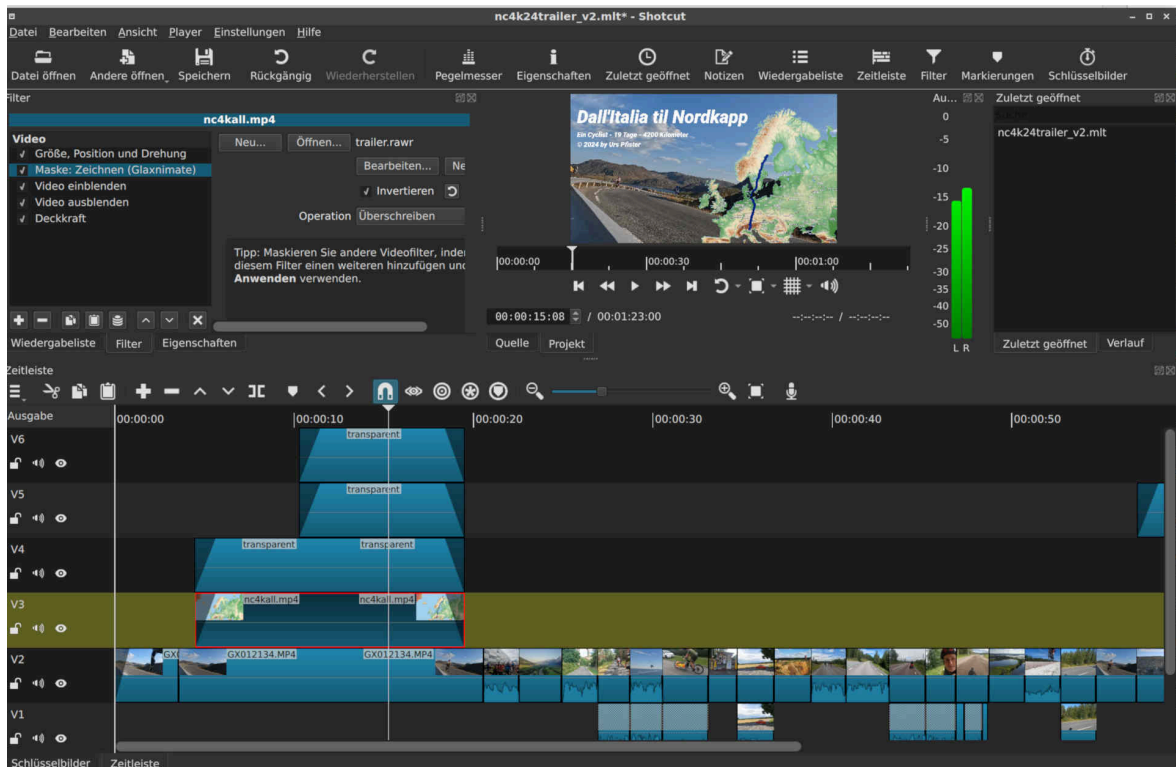 nc4k24trailer_v2.mlt* - Shotcut
Datei Bearbeiten Ansicht Player Einstellungen Hilfe
Datei öffnen Andere öffnen Speichern Rückgängig Wiederherstellen Pegelmesser Eigenschaften Zuletzt geöffnet Notizen Wiedergabeliste Zeitleiste Filter Markierungen Schlüsselbilder
Filter
nc4kall.mp4
Video
Größe, Position und Drehung
Maske: Zeichnen (Glaxnimate)
Video einblenden
Video ausblenden
Deckkraft
Neu... Öffnen... trailer.rawr
Bearbeiten... Ne
Invertieren
Operation Überschreiben
Tipp: Maskieren Sie andere Videofilter, inder
diesem Filter einen weiteren hinzufügen und
Anwenden verwenden.
Wiedergabeliste Filter Eigenschaften
Dall'Italia til Nordkapp
Ein Cyclist - 19 Tage - 4200 Kilometer
© 2024 by Urs Pfister
00:00:00 00:00:30 00:01:00
00:00:15:08 / 00:01:23:00 --:--:--:-- / --:--:--:--
Quelle Projekt
Au...
0
-5
-10
-15
-20
-25
-30
-35
-40
-50
L R
Zuletzt geöffnet
nc4k24trailer_v2.mlt
Zuletzt geöffnet Verlauf
Zeitleiste
Ausgabe 00:00:00 00:00:10 00:00:20 00:00:30 00:00:40 00:00:50
V6 transparent
V5 transparent
V4 transparent transparent
V3 nc4kall.mp4 nc4kall.mp4
V2 GX0 GX012134.MP4 GX012134.MP4
V1
Schlüsselbilder Zeitleiste